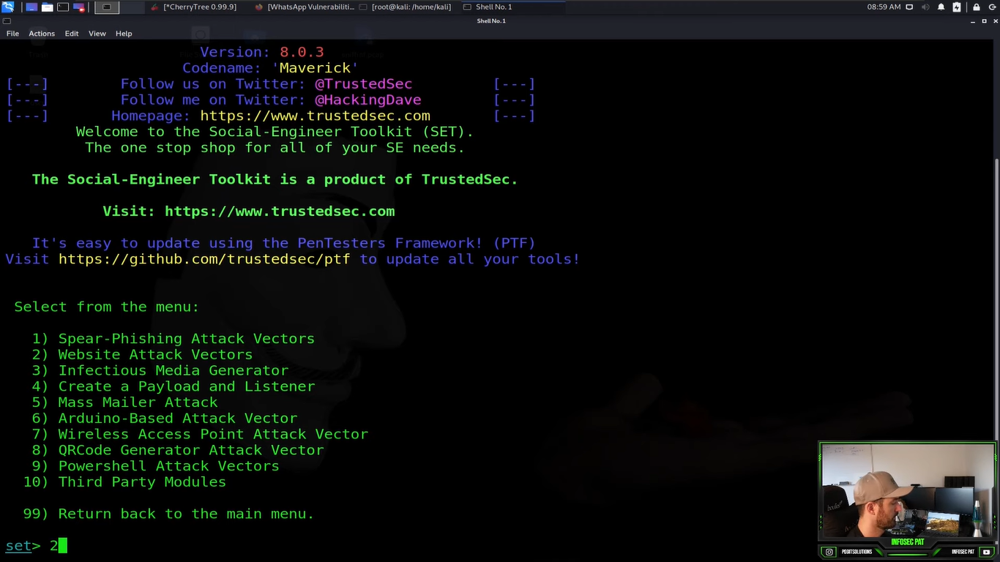 [*CherryTree 0.99.9]
[WhatsApp Vulnerabiliti...
[root@kali: /home/kali]
Shell No. 1
08:59 AM
Shell No. 1
File Actions Edit View Help
Version: 8.0.3
Codename: 'Maverick'
[---] Follow us on Twitter: @TrustedSec [---]
[---] Follow me on Twitter: @HackingDave [---]
[---] Homepage: https://www.trustedsec.com [---]
Welcome to the Social-Engineer Toolkit (SET).
The one stop shop for all of your SE needs.
The Social-Engineer Toolkit is a product of TrustedSec.
Visit: https://www.trustedsec.com
It's easy to update using the PenTesters Framework! (PTF)
Visit https://github.com/trustedsec/ptf to update all your tools!
Select from the menu:
1) Spear-Phishing Attack Vectors
2) Website Attack Vectors
3) Infectious Media Generator
4) Create a Payload and Listener
5) Mass Mailer Attack
6) Arduino-Based Attack Vector
7) Wireless Access Point Attack Vector
8) QRCode Generator Attack Vector
9) Powershell Attack Vectors
10) Third Party Modules
99) Return back to the main menu.
set> 2
INFOSEC PAT
INFOSEC PAT